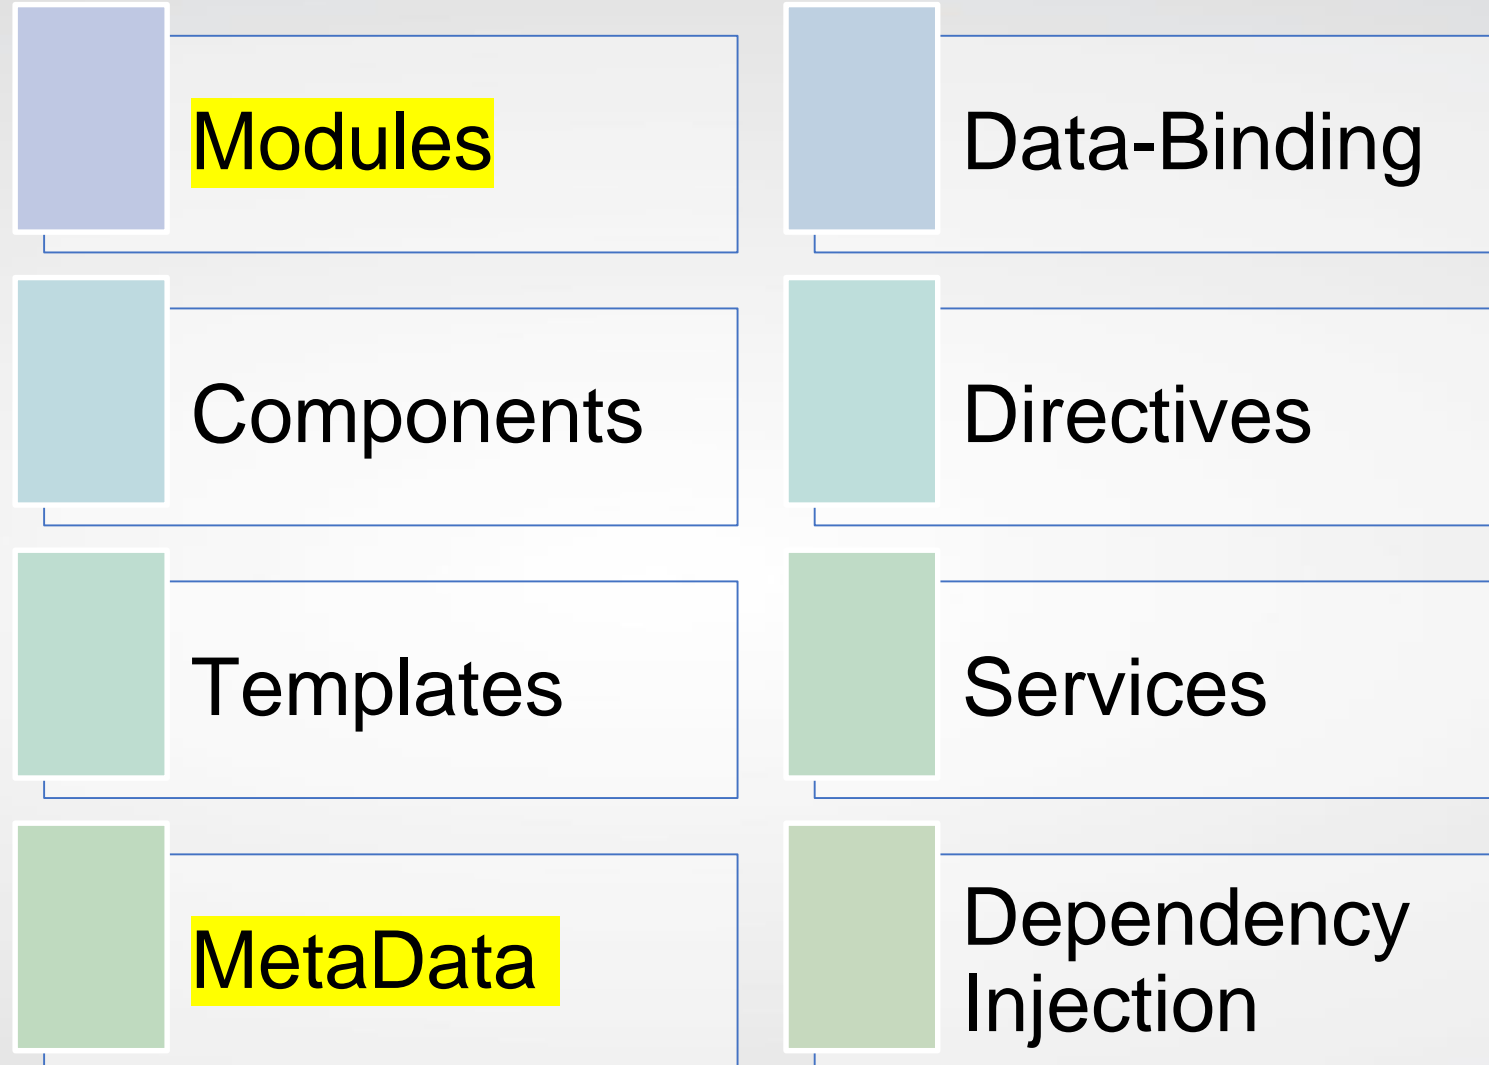 Modules
Components
Templates
MetaData
Data-Binding
Directives
Services
Dependency
Injection